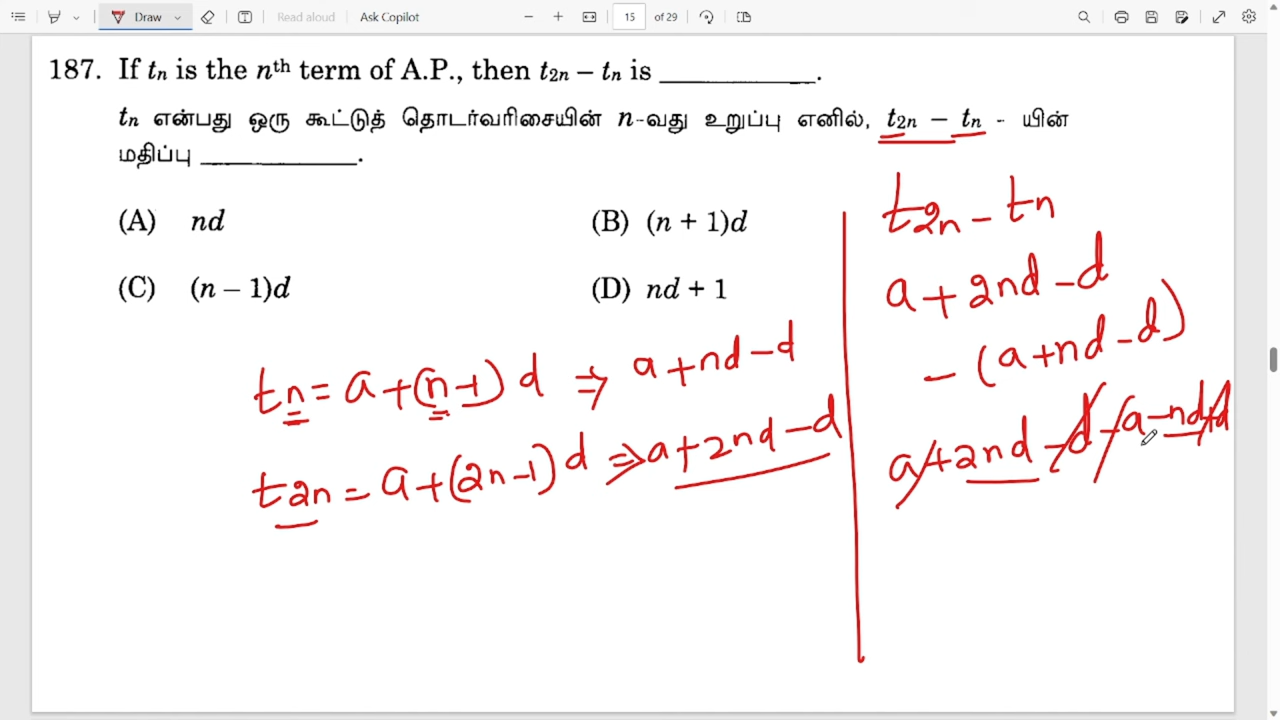 Draw Read aloud Ask Copilot 15 of 29
187. If tn is the nth term of A.P., then t2n – tn is ___________.
tn என்பது ஒரு கூட்டுத் தொடர்வரிசையின் n-வது உறுப்பு எனில், t2n – tn - யின்
மதிப்பு ___________.
(A) nd
(B) (n + 1)d
(C) (n – 1)d
(D) nd + 1
tn = a+(n-1)d ⇒ a+nd-d
t2n = a+(2n-1)d ⇒ a+2nd-d
t2n - tn
a+2nd-d
-(a+nd-d)
a+2nd-d-a-nd+d